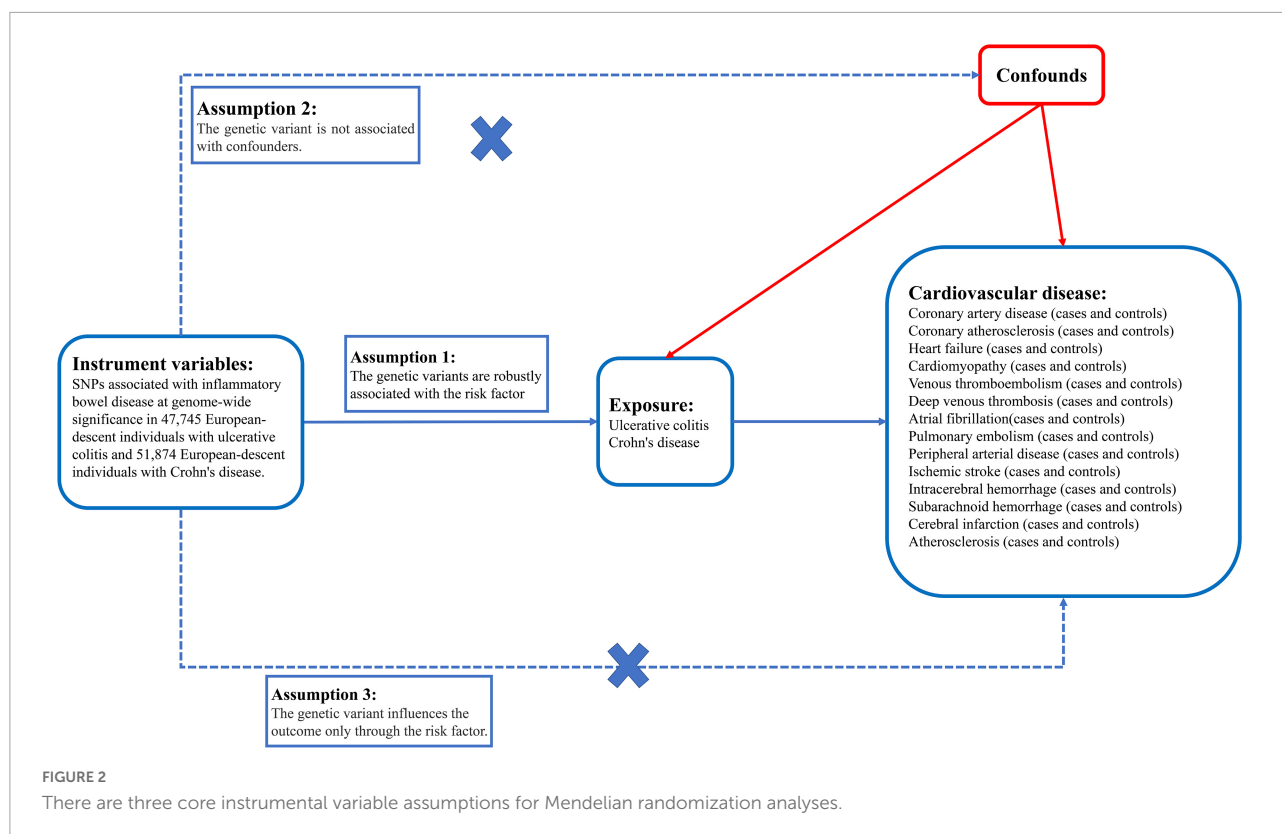 Confounds
Assumption 2:
The genetic variant is not associated
with confounders.
Instrument variables:
SNPs associated with inflammatory
bowel disease at genome-wide
significance in 47,745 European-
descent individuals with ulcerative
colitis and 51,874 European-descent
individuals with Crohn's disease.
Assumption 1:
The genetic variants are robustly
associated with the risk factor
Exposure:
Ulcerative colitis
Crohn's disease
Cardiovascular disease:
Coronary artery disease (cases and controls)
Coronary atherosclerosis (cases and controls)
Heart failure (cases and controls)
Cardiomyopathy (cases and controls)
Venous thromboembolism (cases and controls)
Deep venous thrombosis (cases and controls)
Atrial fibrillation(cases and controls)
Pulmonary embolism (cases and controls)
Peripheral arterial disease (cases and controls)
Ischemic stroke (cases and controls)
Intracerebral hemorrhage (cases and controls)
Subarachnoid hemorrhage (cases and controls)
Cerebral infarction (cases and controls)
Atherosclerosis (cases and controls)
Assumption 3:
The genetic variant influences the
outcome only through the risk factor.
FIGURE 2
There are three core instrumental variable assumptions for Mendelian randomization analyses.